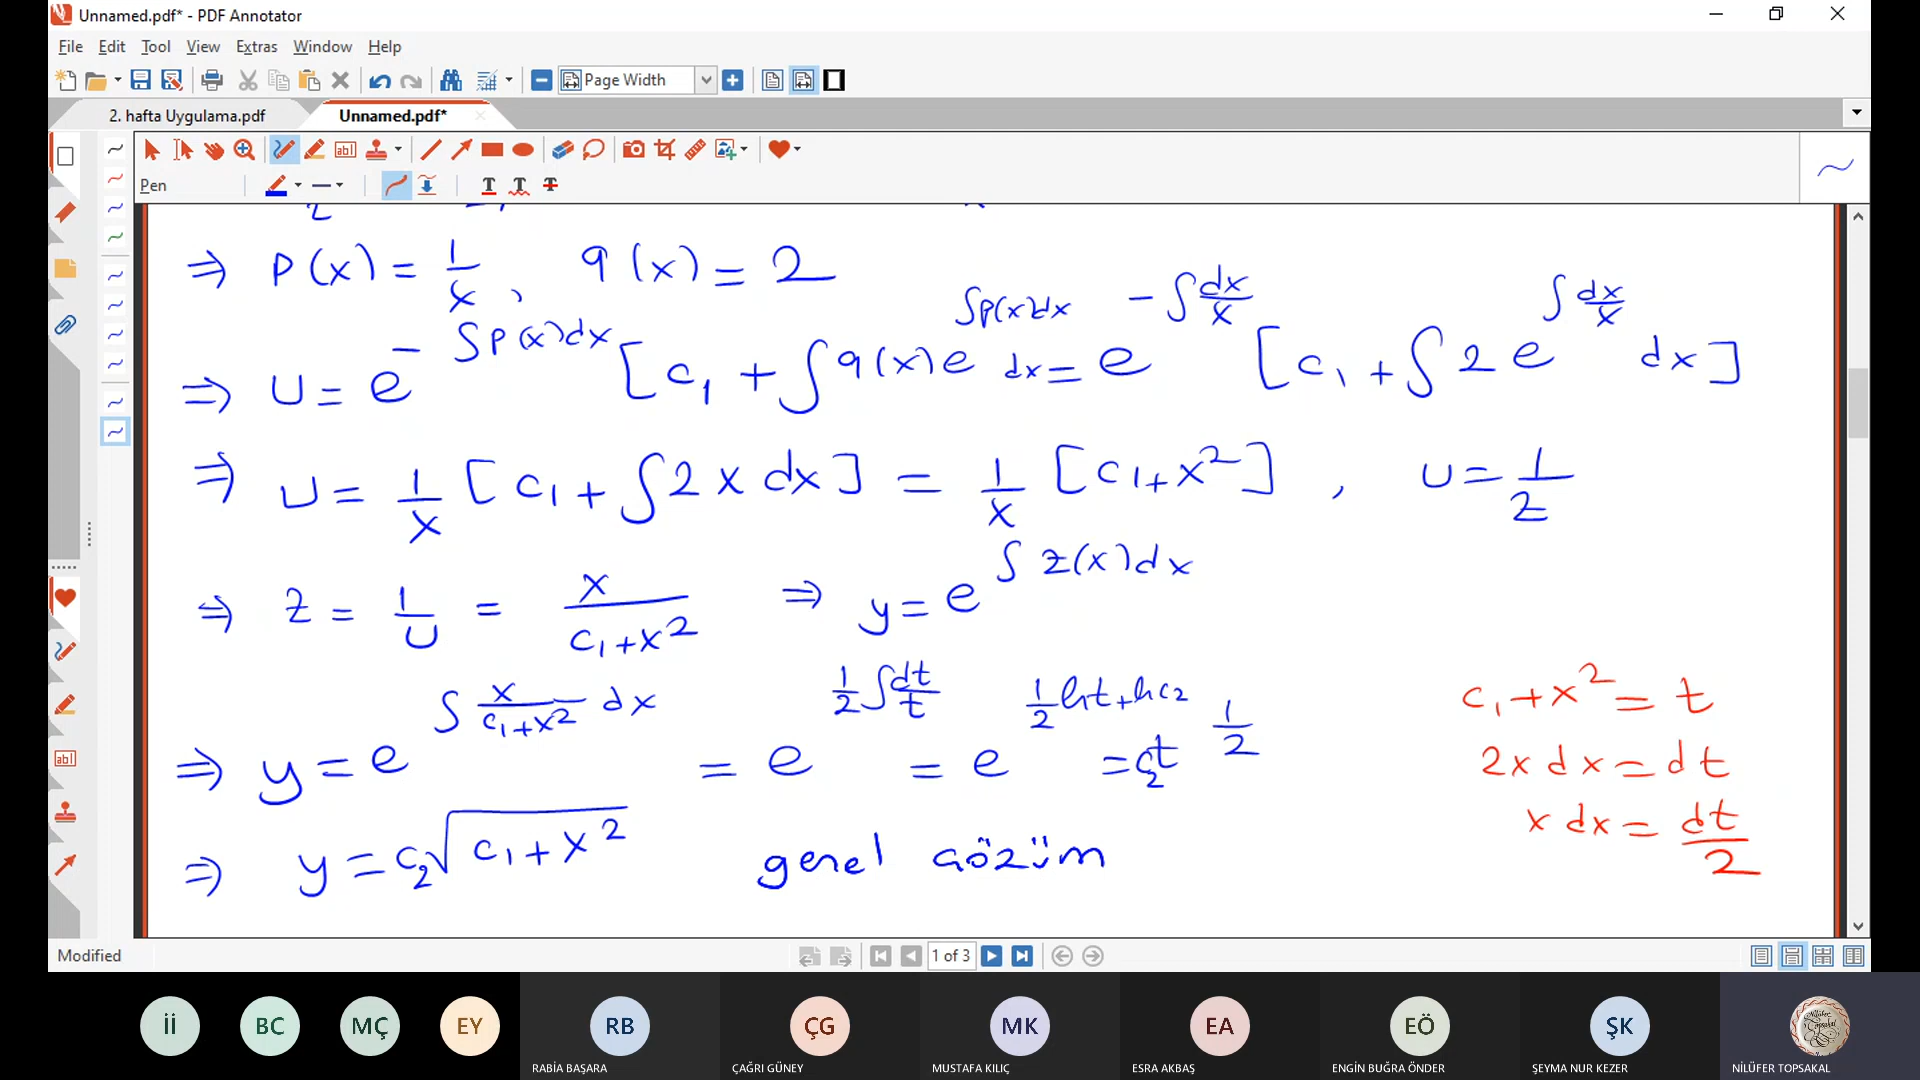 Unnamed.pdf* - PDF Annotator
File Edit Tool View Extras Window Help
Page Width
2. hafta Uygulama.pdf Unnamed.pdf*
Pen
⇒ P(x) = 1/x , q(x) = 2
⇒ U = e^(-∫P(x)dx) [c₁ + ∫q(x)e^(∫P(x)dx) dx = e^(-∫dx/x) [c₁ + ∫2e^(∫dx/x) dx]
⇒ U = 1/x [c₁ + ∫2x dx] = 1/x [c₁ + x²] , U = 1/z
⇒ z = 1/U = x/(c₁+x²) ⇒ y = e^(∫z(x)dx)
⇒ y = e^(∫ x/(c₁+x²) dx) = e^(1/2 ∫dt/t) = e^(1/2 ln t + ln c₂) = c₂ t^(1/2)
c₁ + x² = t
2x dx = dt
x dx = dt/2
⇒ y = c₂√(c₁ + x²) genel çözüm
Modified 1 of 3
İİ BC MÇ EY RB ÇG MK EA EÖ ŞK
RABİA BAŞARA ÇAĞRI GÜNEY MUSTAFA KILIÇ ESRA AKBAŞ ENGİN BUĞRA ÖNDER ŞEYMA NUR KEZER NİLÜFER TOPSAKAL